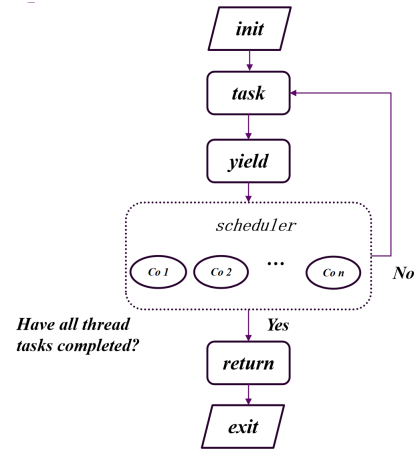 init
task
yield
scheduler
Co 1 Co 2 ... Co n
No
Have all thread
tasks completed?
Yes
return
exit